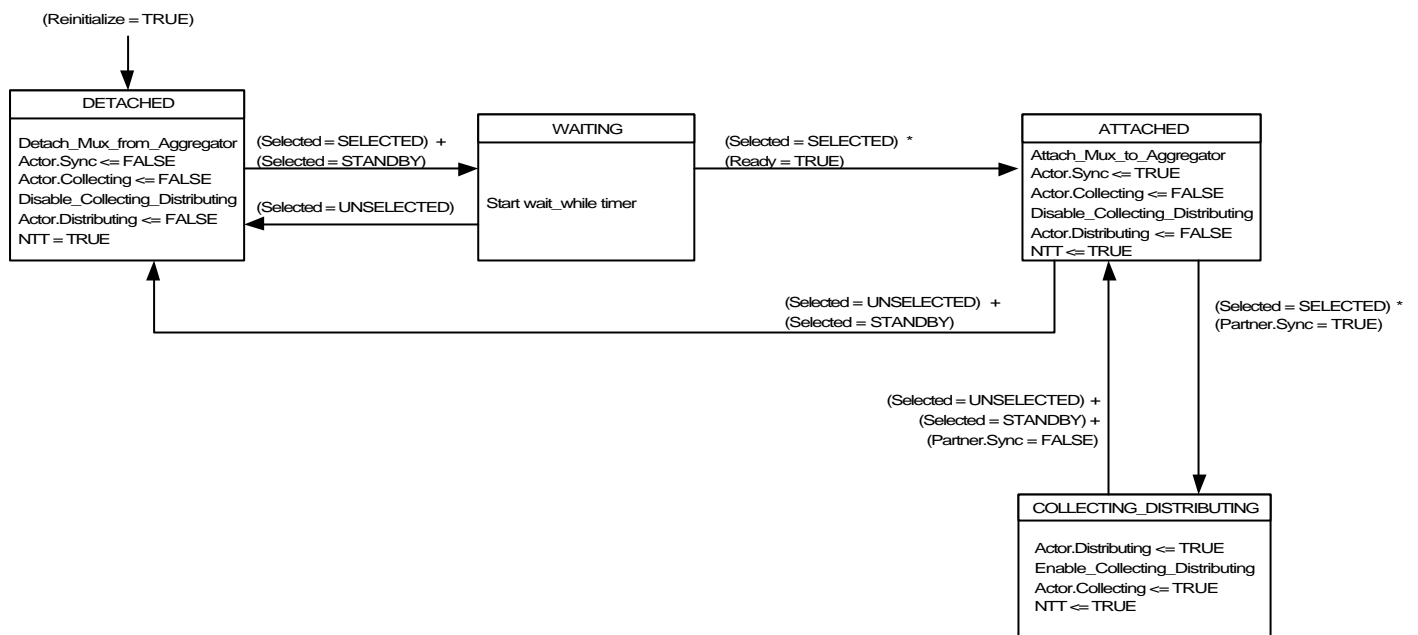 (Reinitialize = TRUE)
DETACHED
Detach_Mux_from_Aggregator
Actor.Sync <= FALSE
Actor.Collecting <= FALSE
Disable_Collecting_Distributing
Actor.Distributing <= FALSE
NTT = TRUE
(Selected = SELECTED) +
(Selected = STANDBY)
(Selected = UNSELECTED)
WAITING
Start wait_while timer
(Selected = SELECTED) *
(Ready = TRUE)
ATTACHED
Attach_Mux_to_Aggregator
Actor.Sync <= TRUE
Actor.Collecting <= FALSE
Disable_Collecting_Distributing
Actor.Distributing <= FALSE
NTT <= TRUE
(Selected = UNSELECTED) +
(Selected = STANDBY)
(Selected = SELECTED) *
(Partner.Sync = TRUE)
(Selected = UNSELECTED) +
(Selected = STANDBY) +
(Partner.Sync = FALSE)
COLLECTING_DISTRIBUTING
Actor.Distributing <= TRUE
Enable_Collecting_Distributing
Actor.Collecting <= TRUE
NTT <= TRUE